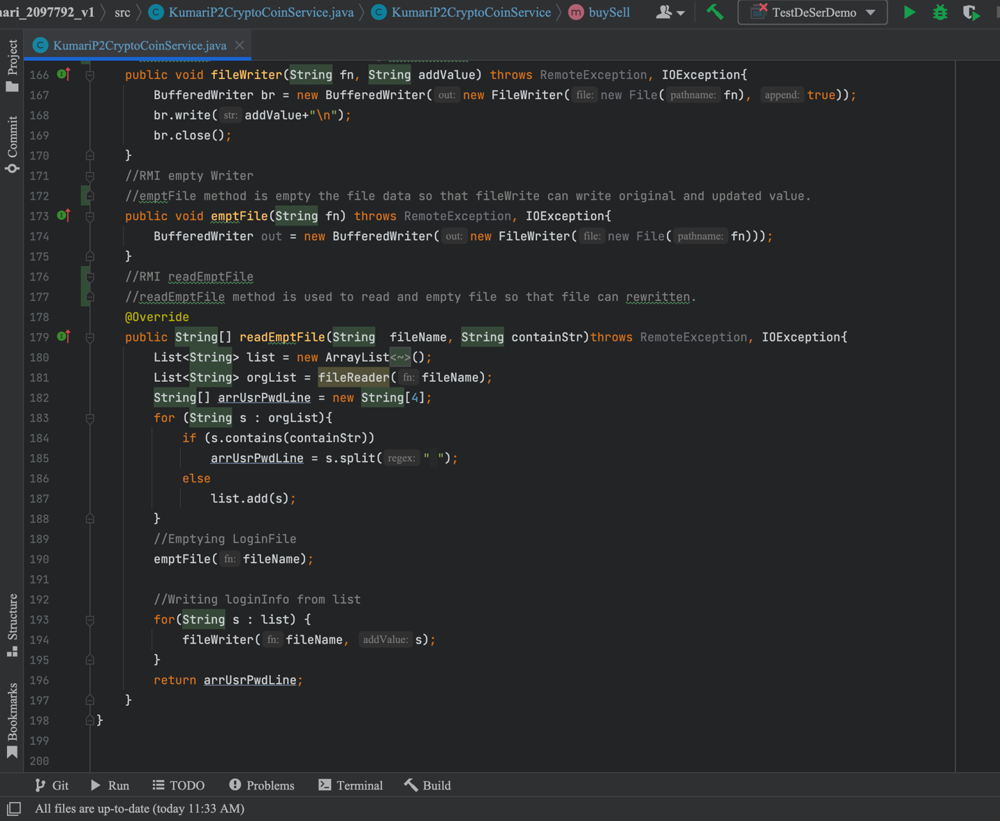 nari_2097792_v1 > src > KumariP2CryptoCoinService.java > KumariP2CryptoCoinService > buySell TestDeSerDemo
KumariP2CryptoCoinService.java
Project
Commit
Structure
Bookmarks
166 public void fileWriter(String fn, String addValue) throws RemoteException, IOException{
167 BufferedWriter br = new BufferedWriter( out: new FileWriter( file: new File( pathname: fn), append: true));
168 br.write( str: addValue+"\n");
169 br.close();
170 }
171 //RMI empty Writer
172 //emptFile method is empty the file data so that fileWrite can write original and updated value.
173 public void emptFile(String fn) throws RemoteException, IOException{
174 BufferedWriter out = new BufferedWriter( out: new FileWriter( file: new File( pathname: fn)));
175 }
176 //RMI readEmptFile
177 //readEmptFile method is used to read and empty file so that file can rewritten.
178 @Override
179 public String[] readEmptFile(String fileName, String containStr)throws RemoteException, IOException{
180 List<String> list = new ArrayList<~>();
181 List<String> orgList = fileReader( fn: fileName);
182 String[] arrUsrPwdLine = new String[4];
183 for (String s : orgList){
184 if (s.contains(containStr))
185 arrUsrPwdLine = s.split( regex: " ");
186 else
187 list.add(s);
188 }
189 //Emptying LoginFile
190 emptFile( fn: fileName);
191
192 //Writing loginInfo from list
193 for(String s : list) {
194 fileWriter( fn: fileName, addValue: s);
195 }
196 return arrUsrPwdLine;
197 }
198 }
199
200
Git Run TODO Problems Terminal Build
All files are up-to-date (today 11:33 AM)